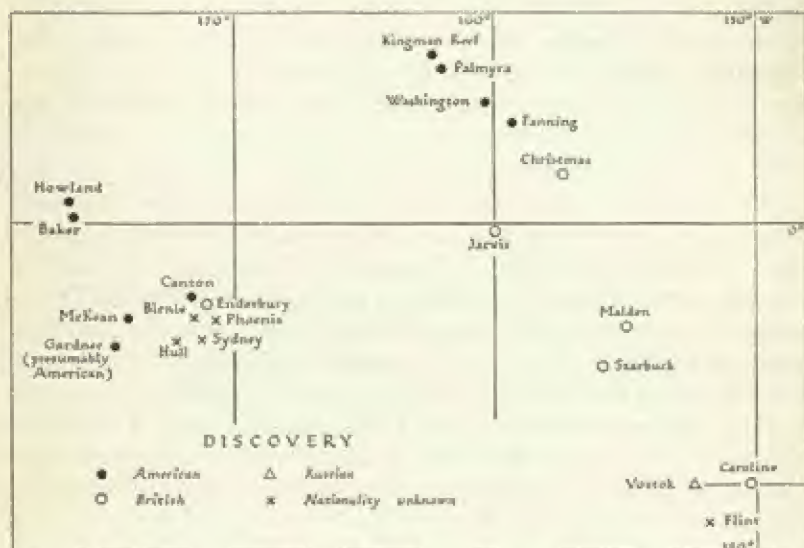 170°
160°
150° W
Kingman Reef
Palmyra
Washington
Fanning
Christmas
Howland
Baker
0°
Jarvis
Canton
Enderbury
Birnie
Phoenix
McKean
Gardner
(presumably
American)
Hull
Sydney
Malden
Starbuck
DISCOVERY
American
Russian
British
Nationality unknown
Vostok
Caroline
Flint